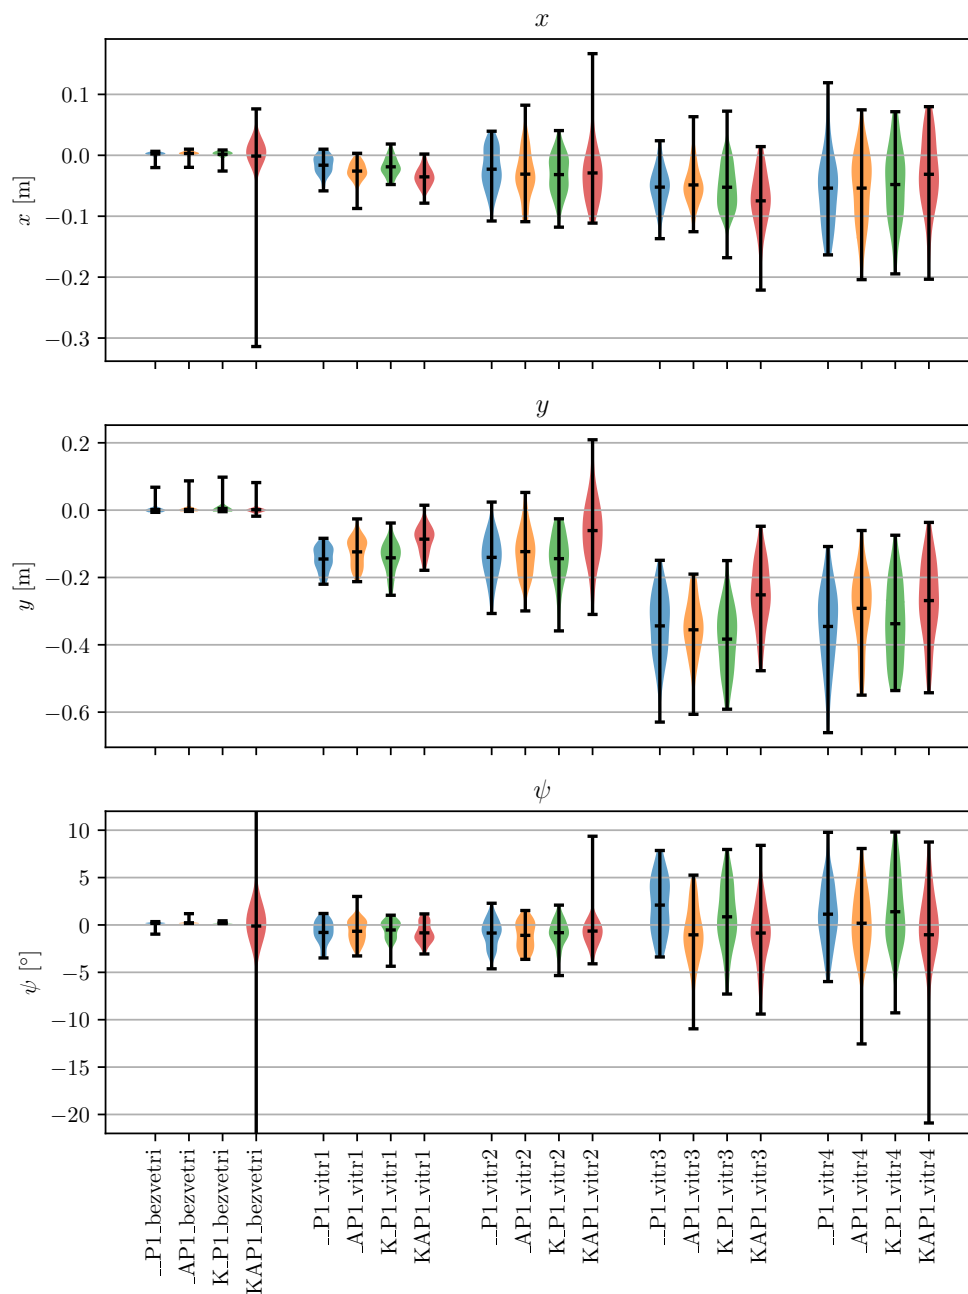 x
0.1
0.0
−0.1
−0.2
−0.3
x [m]
y
0.2
0.0
−0.2
−0.4
−0.6
y [m]
ψ
10
5
0
−5
−10
−15
−20
ψ [°]
__P1_bezvetri
_AP1_bezvetri
K_P1_bezvetri
KAP1_bezvetri
__P1_vitr1
_AP1_vitr1
K_P1_vitr1
KAP1_vitr1
__P1_vitr2
_AP1_vitr2
K_P1_vitr2
KAP1_vitr2
__P1_vitr3
_AP1_vitr3
K_P1_vitr3
KAP1_vitr3
__P1_vitr4
_AP1_vitr4
K_P1_vitr4
KAP1_vitr4